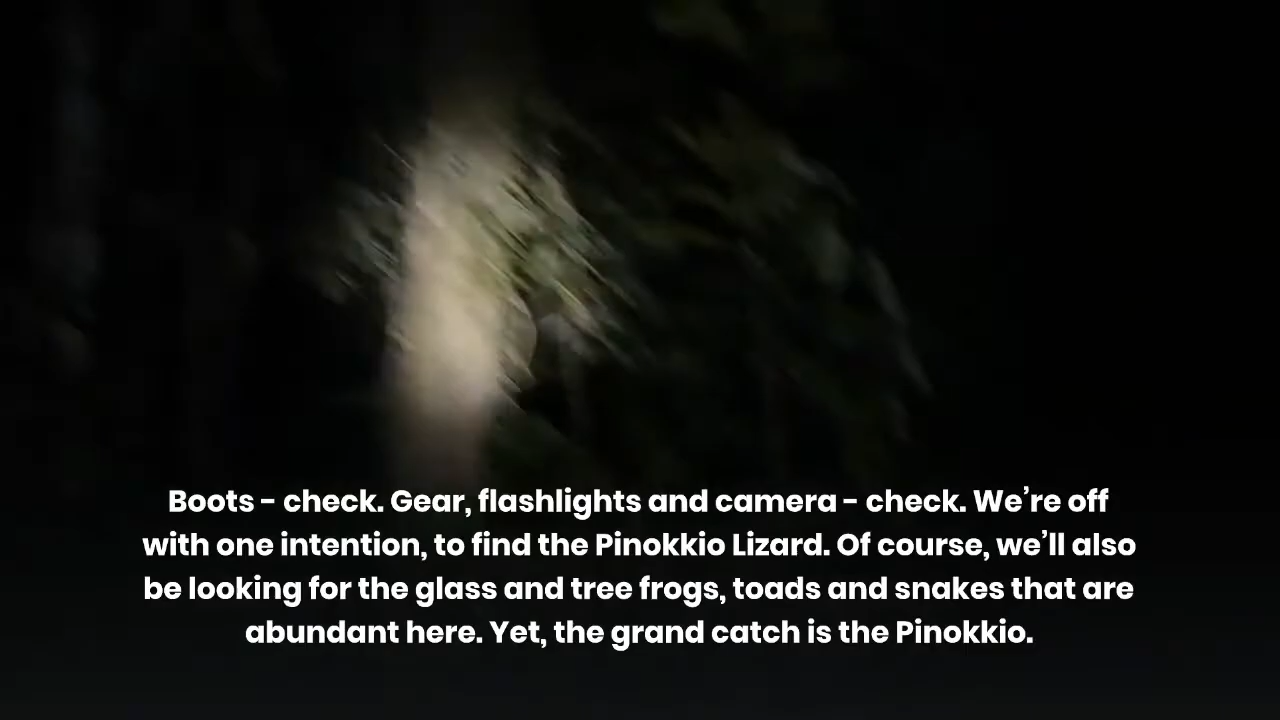 Boots - check. Gear, flashlights and camera - check. We’re off
with one intention, to find the Pinokkio Lizard. Of course, we’ll also
be looking for the glass and tree frogs, toads and snakes that are
abundant here. Yet, the grand catch is the Pinokkio.